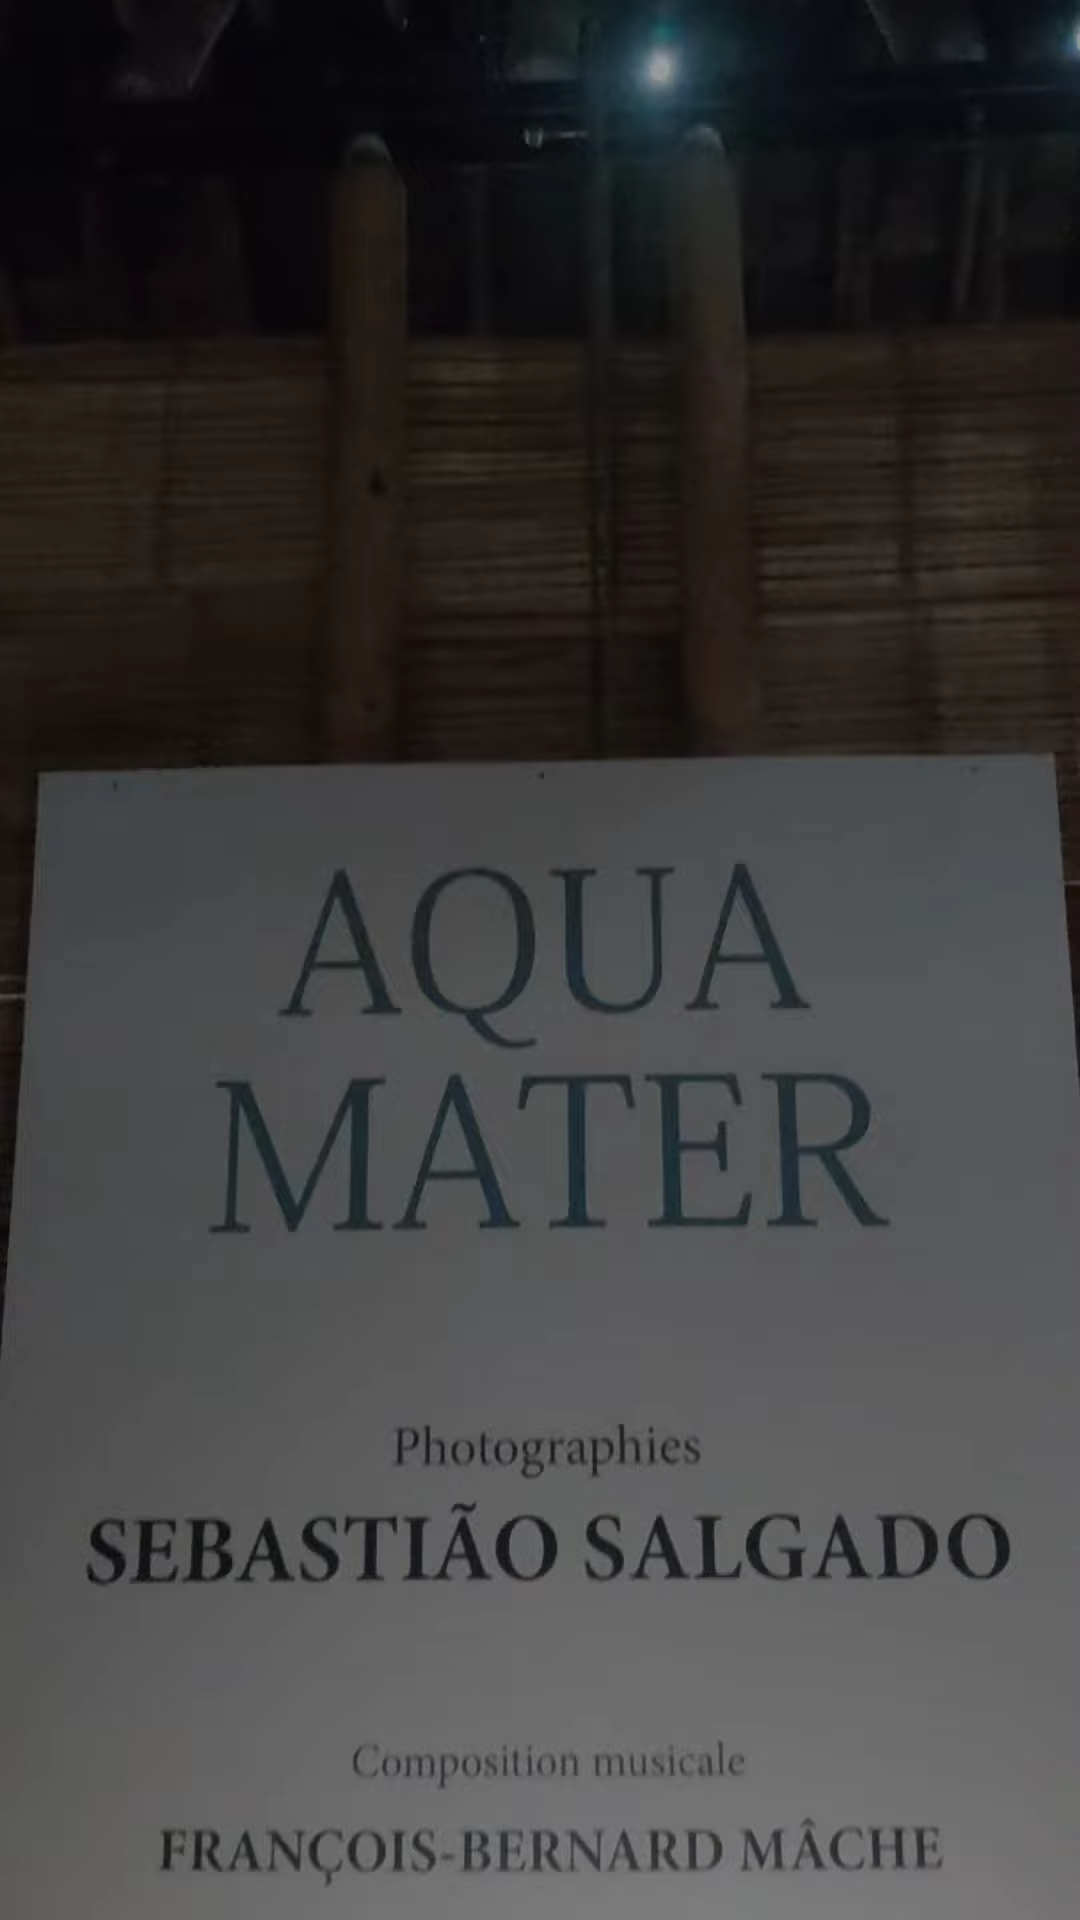 AQUA
MATER
Photographies
SEBASTIÃO SALGADO
Composition musicale
FRANÇOIS-BERNARD MÂCHE